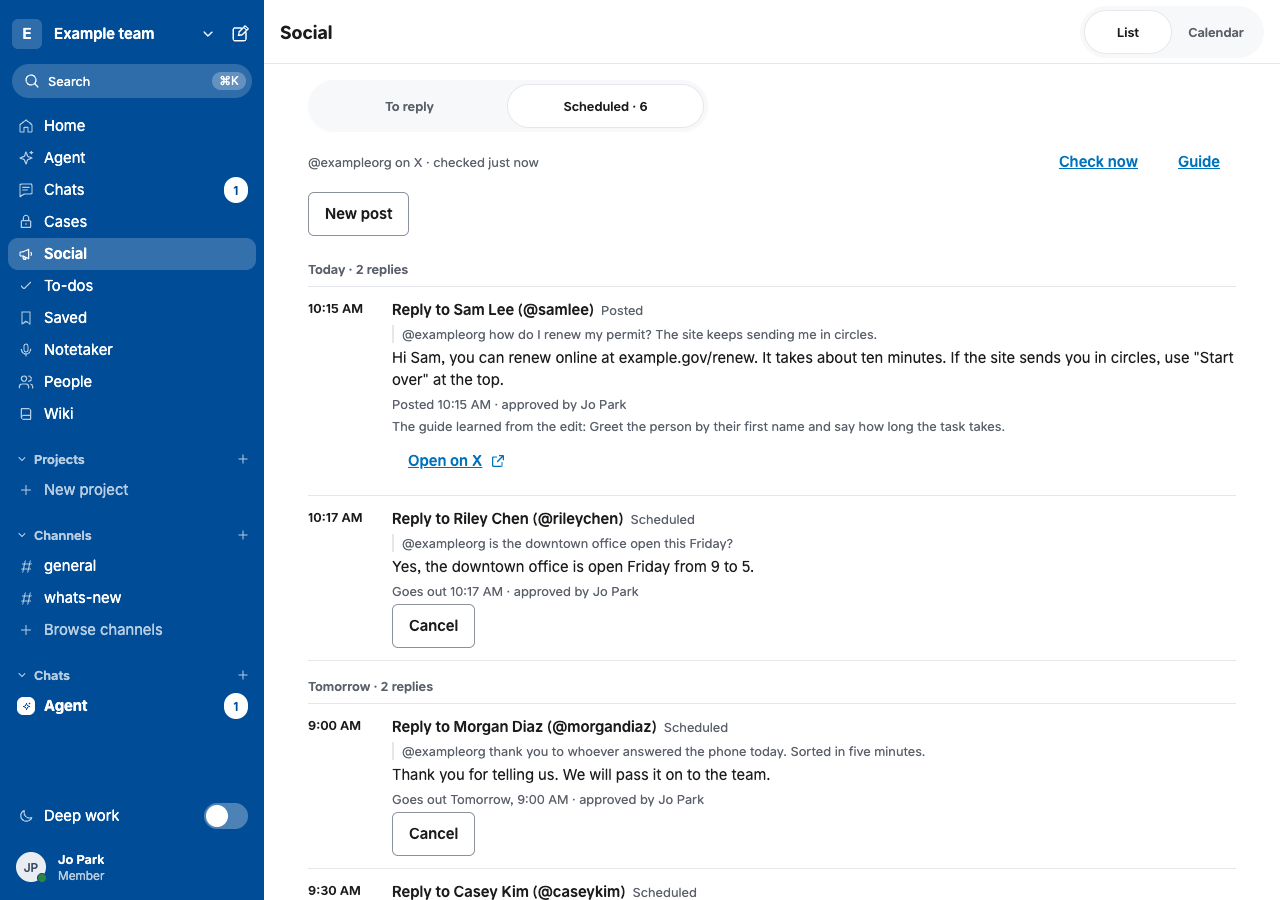 E Example team
Search ⌘K
Home
Agent
Chats 1
Cases
Social
To-dos
Saved
Notetaker
People
Wiki
Projects
New project
Channels
# general
# whats-new
Browse channels
Chats
Agent 1
Deep work
JP Jo Park
Member
Social
List Calendar
To reply Scheduled · 6
@exampleorg on X · checked just now Check now Guide
New post
Today · 2 replies
10:15 AM Reply to Sam Lee (@samlee) Posted
@exampleorg how do I renew my permit? The site keeps sending me in circles.
Hi Sam, you can renew online at example.gov/renew. It takes about ten minutes. If the site sends you in circles, use "Start
over" at the top.
Posted 10:15 AM · approved by Jo Park
The guide learned from the edit: Greet the person by their first name and say how long the task takes.
Open on X
10:17 AM Reply to Riley Chen (@rileychen) Scheduled
@exampleorg is the downtown office open this Friday?
Yes, the downtown office is open Friday from 9 to 5.
Goes out 10:17 AM · approved by Jo Park
Cancel
Tomorrow · 2 replies
9:00 AM Reply to Morgan Diaz (@morgandiaz) Scheduled
@exampleorg thank you to whoever answered the phone today. Sorted in five minutes.
Thank you for telling us. We will pass it on to the team.
Goes out Tomorrow, 9:00 AM · approved by Jo Park
Cancel
9:30 AM Reply to Casey Kim (@caseykim) Scheduled